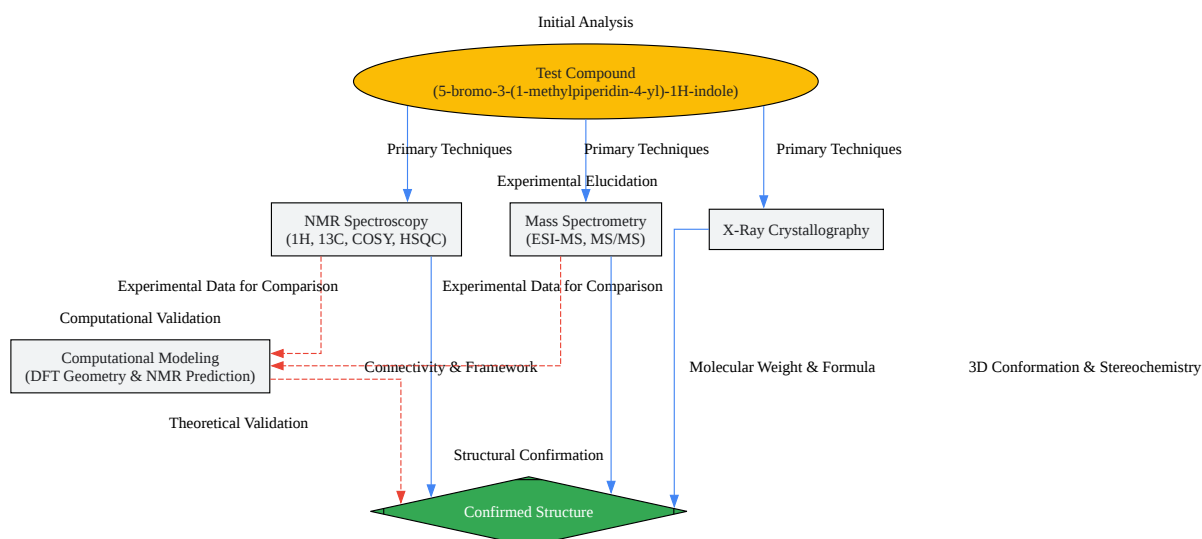 Initial Analysis
Test Compound
(5-bromo-3-(1-methylpiperidin-4-yl)-1H-indole)
Primary Techniques
Primary Techniques
Primary Techniques
Experimental Elucidation
NMR Spectroscopy
(1H, 13C, COSY, HSQC)
Mass Spectrometry
(ESI-MS, MS/MS)
X-Ray Crystallography
Experimental Data for Comparison
Experimental Data for Comparison
Computational Validation
Computational Modeling
(DFT Geometry & NMR Prediction)
Connectivity & Framework
Molecular Weight & Formula
3D Conformation & Stereochemistry
Theoretical Validation
Structural Confirmation
Confirmed Structure